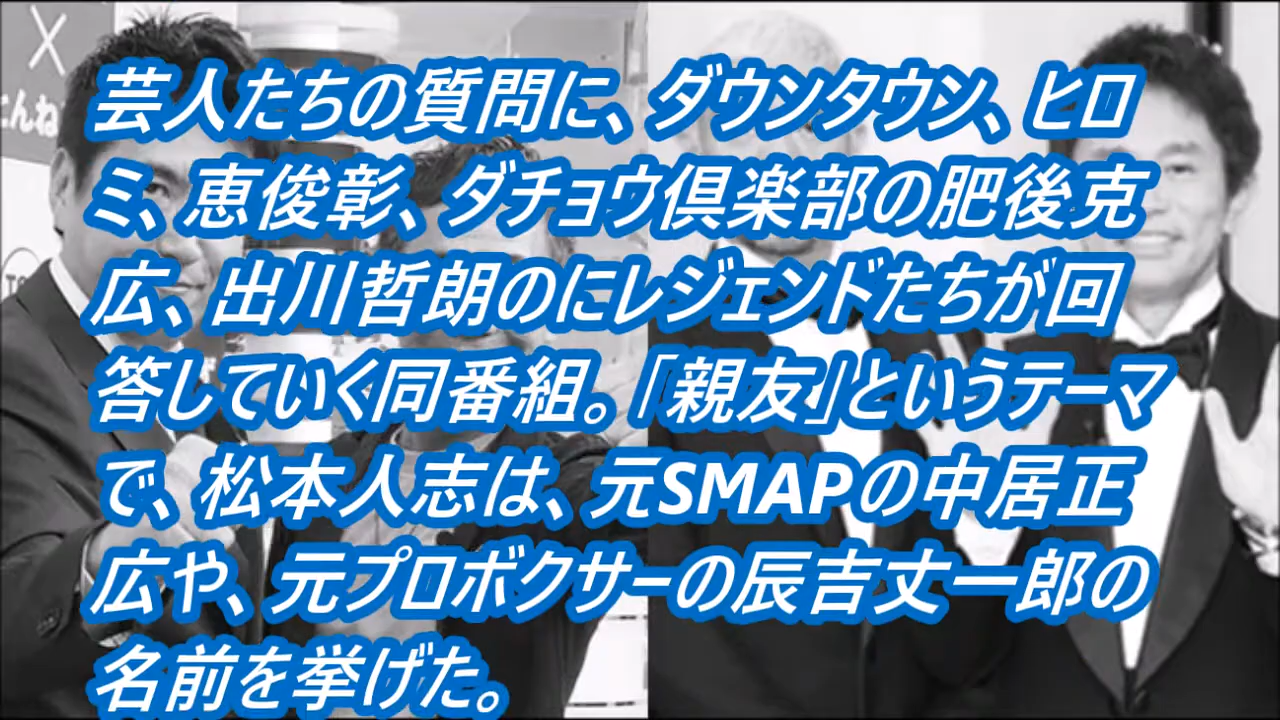 芸人たちの質問に、ダウンタウン、ヒロ
ミ、恵俊彰、ダチョウ倶楽部の肥後克
広、出川哲朗のにレジェンドたちが回
答していく同番組。「親友」というテーマ
で、松本人志は、元SMAPの中居正
広や、元プロボクサーの辰吉丈一郎の
名前を挙げた。